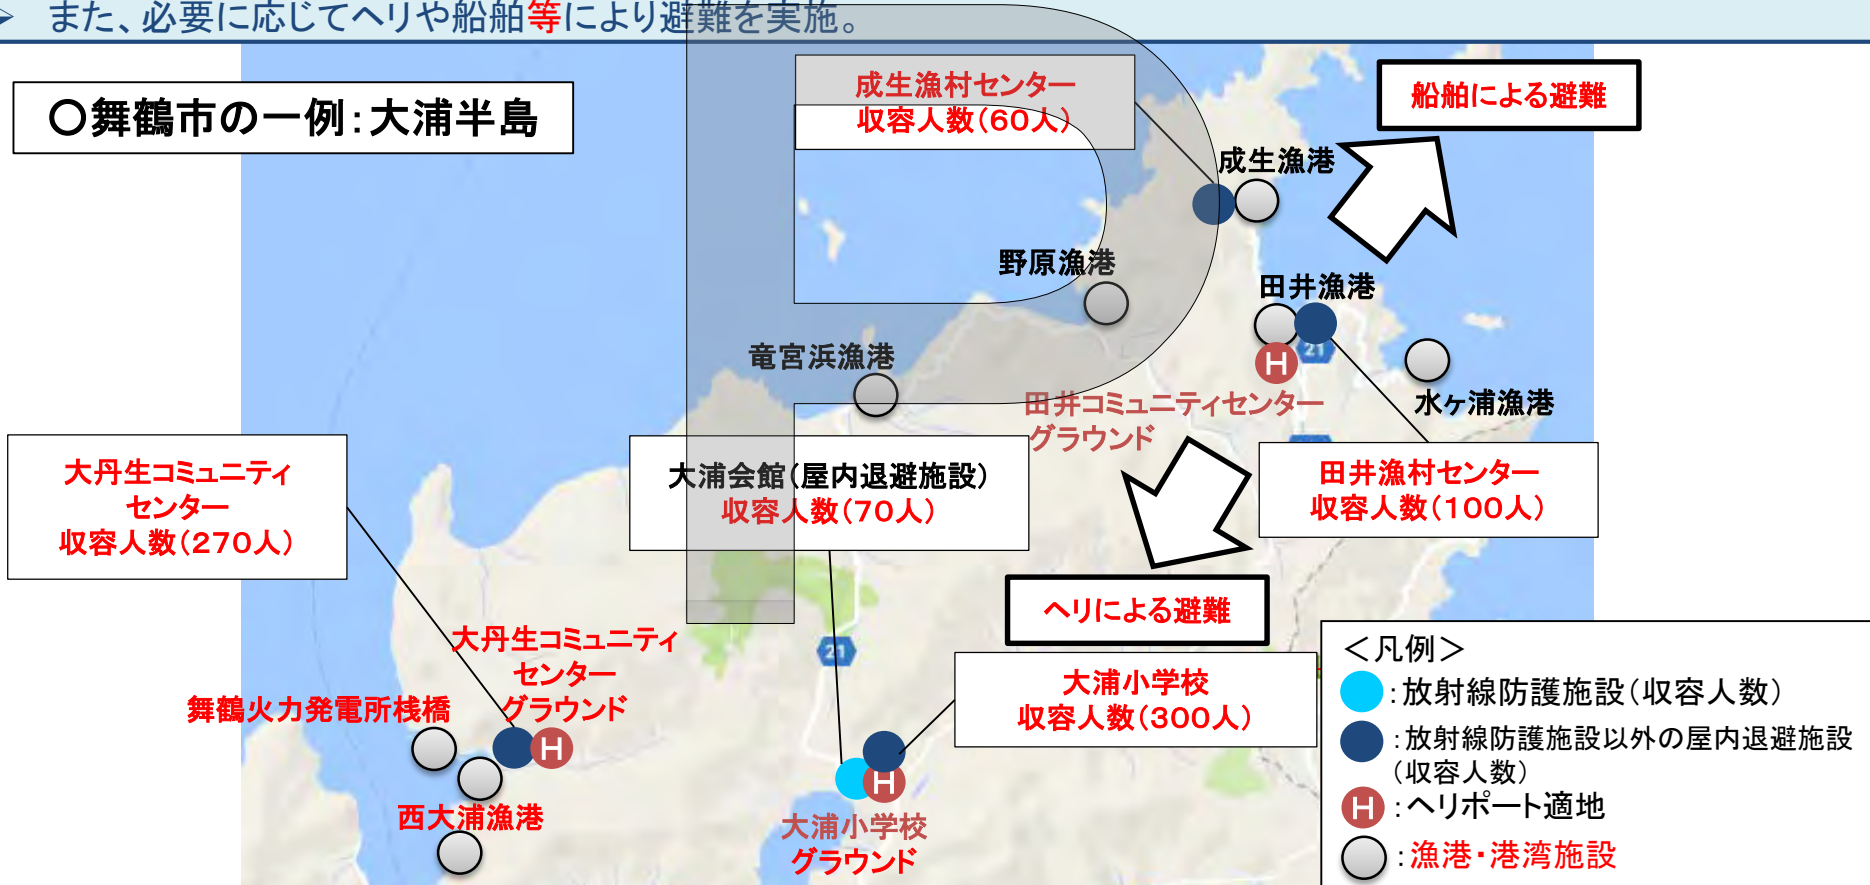 ➢ また、必要に応じてヘリや船舶等により避難を実施。
○舞鶴市の一例:大浦半島
成生漁村センター
収容人数(60人)
船舶による避難
成生漁港
野原漁港
田井漁港
21
H
竜宮浜漁港
水ヶ浦漁港
田井コミュニティセンター
グラウンド
大丹生コミュニティ
センター
収容人数(270人)
大浦会館(屋内退避施設)
収容人数(70人)
田井漁村センター
収容人数(100人)
ヘリによる避難
大丹生コミュニティ
センター
グラウンド
21
大浦小学校
収容人数(300人)
舞鶴火力発電所桟橋
H
西大浦漁港
H
大浦小学校
グラウンド
P
<凡例>
:放射線防護施設(収容人数)
:放射線防護施設以外の屋内退避施設
(収容人数)
H:ヘリポート適地
:漁港・港湾施設